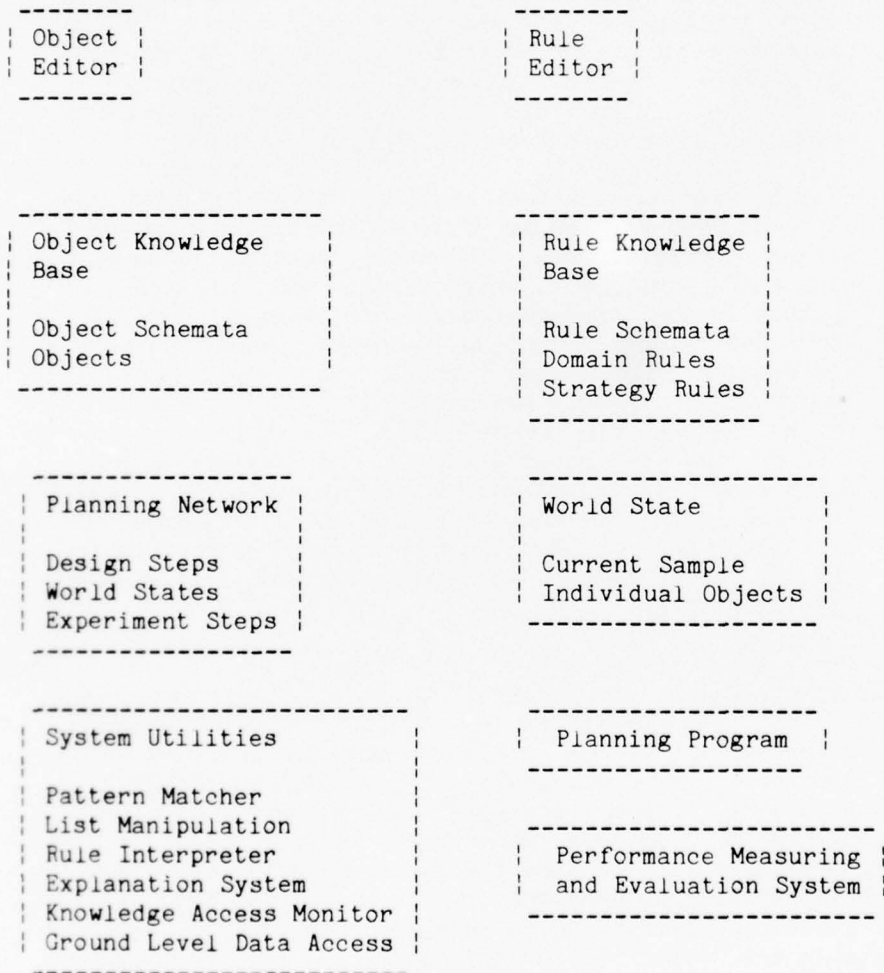 Object
Editor
Rule
Editor
Object Knowledge
Base
Object Schemata
Objects
Rule Knowledge
Base
Rule Schemata
Domain Rules
Strategy Rules
Planning Network
Design Steps
World States
Experiment Steps
World State
Current Sample
Individual Objects
System Utilities
Pattern Matcher
List Manipulation
Rule Interpreter
Explanation System
Knowledge Access Monitor
Ground Level Data Access
Planning Program
Performance Measuring
and Evaluation System